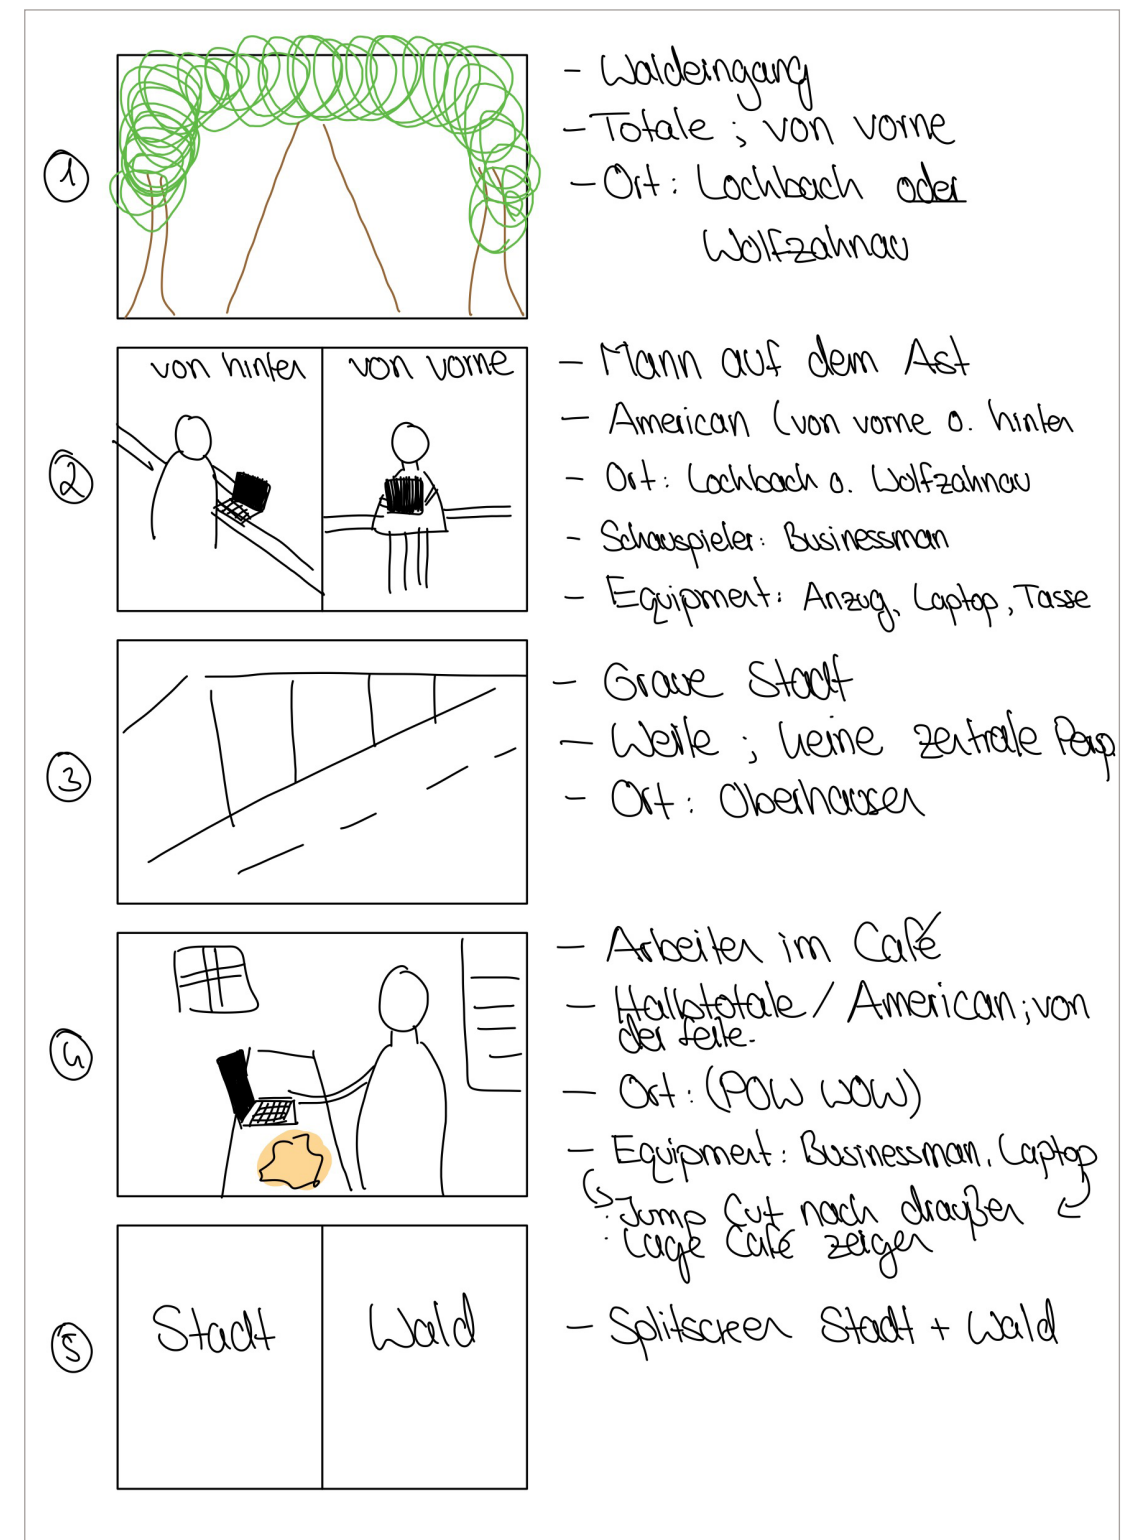 1
- Waldeingang
- Totale ; von vorne
- Ort : Lochbach oder
Wolfzahnau
2
von hinten
von vorne
- Mann auf dem Ast
- American (von vorne o. hinten
- Ort : Lochbach o. Wolfzahnau
- Schauspieler : Businessman
- Equipment : Anzug, Laptop, Tasse
3
- Graue Stadt
- Weite ; keine zentrale Persp.
- Ort : Oberhausen
4
- Arbeiten im Café
- Halbtotale / American ; von
der Seite.
- Ort : (POW WOW)
- Equipment : Businessman, Laptop
· Jump Cut nach draußen
· Lage Café zeigen
5
Stadt
Wald
- Splitscreen Stadt + Wald